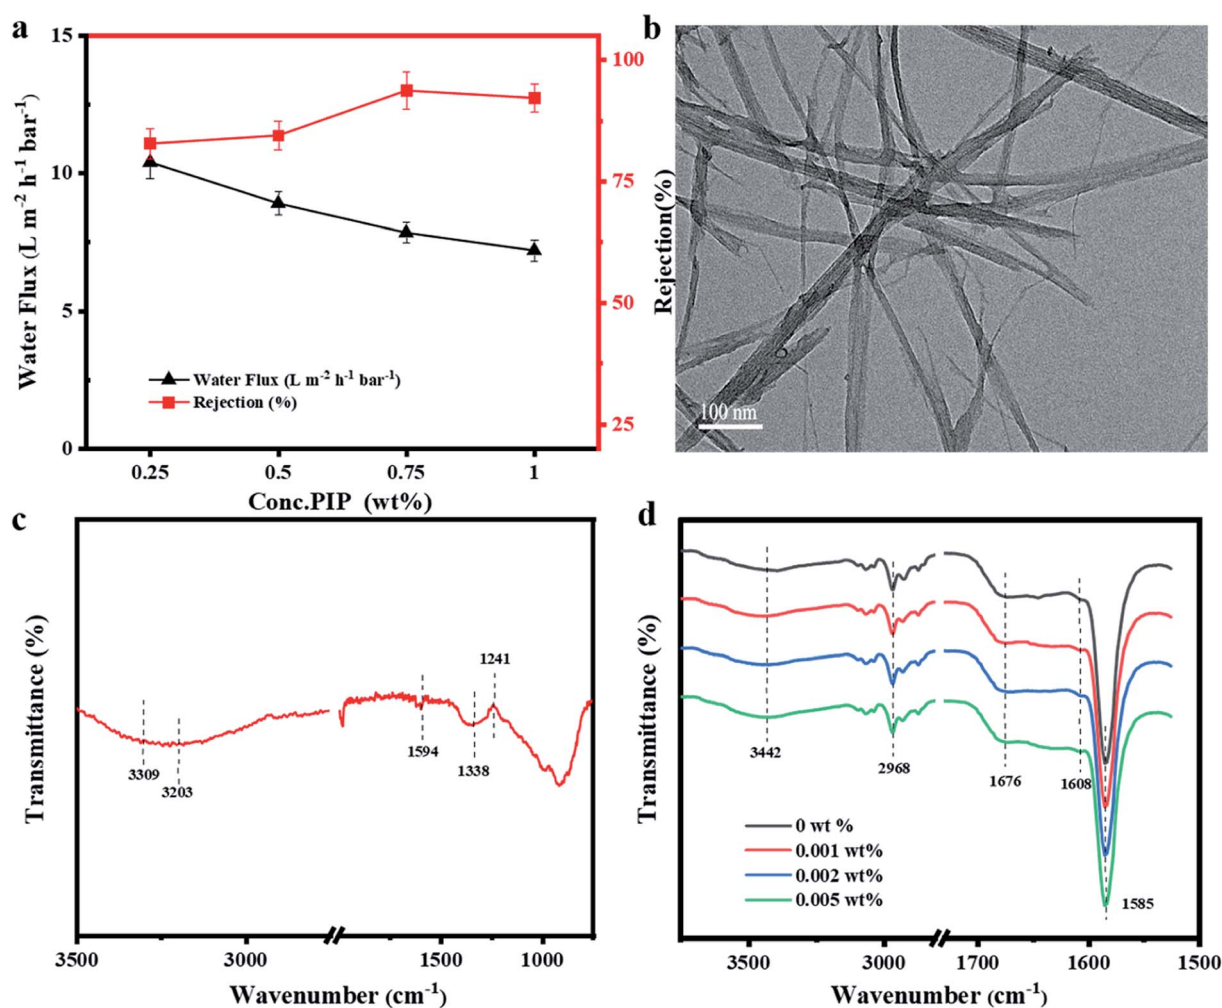 a
15
10
5
0
Water Flux (L m-2 h-1 bar-1)
100
75
50
25
Rejection(%)
Water Flux (L m-2 h-1 bar-1)
Rejection (%)
0.25 0.5 0.75 1
Conc.PIP (wt%)
b
100 nm
c
Transmittance (%)
3309
3203
1594
1338
1241
3500 3000 1500 1000
Wavenumber (cm-1)
d
Transmittance (%)
3442
2968
1676
1608
1585
0 wt %
0.001 wt%
0.002 wt%
0.005 wt%
3500 3000 1700 1600 1500
Wavenumber (cm-1)